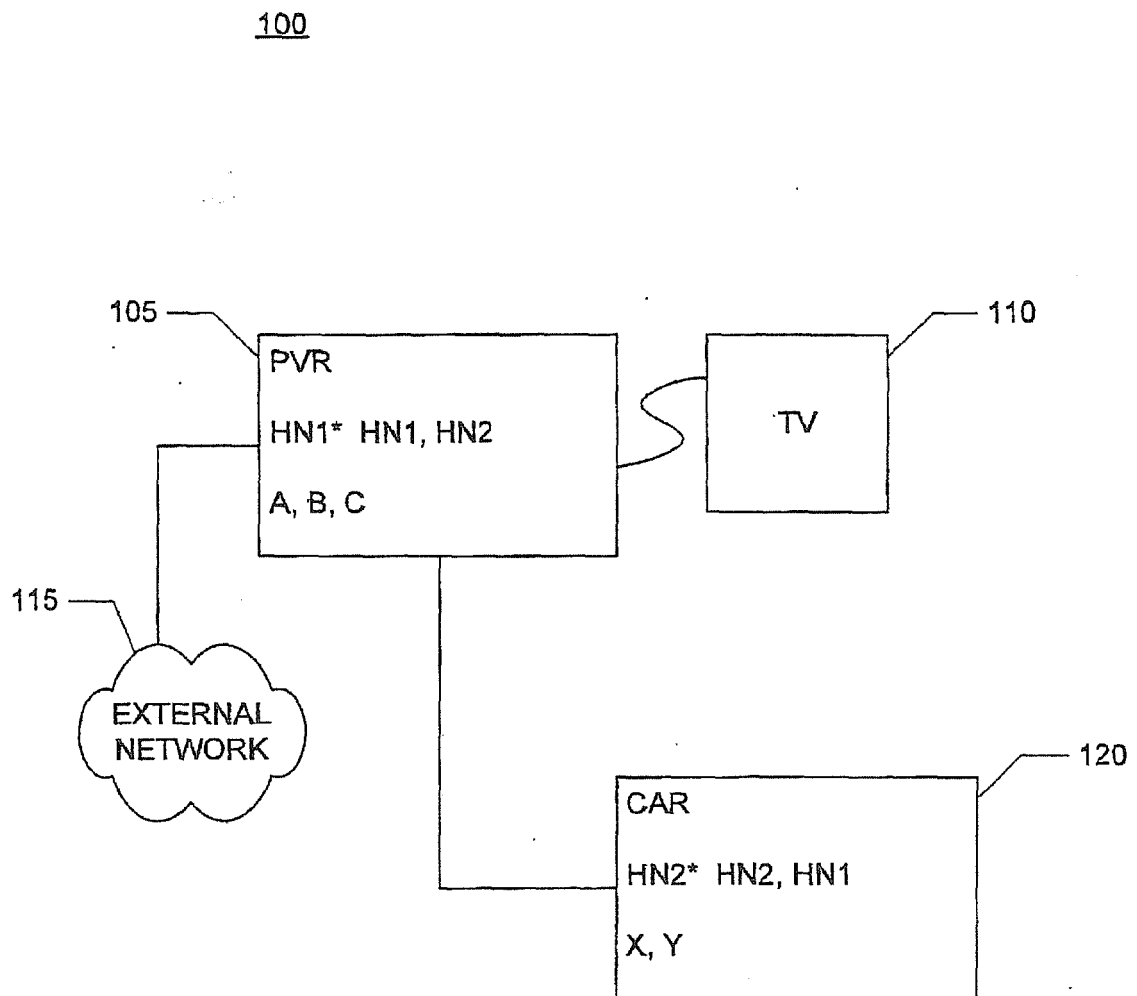 100
105
110
PVR
HN1* HN1, HN2
A, B, C
TV
115
EXTERNAL
NETWORK
120
CAR
HN2* HN2, HN1
X, Y